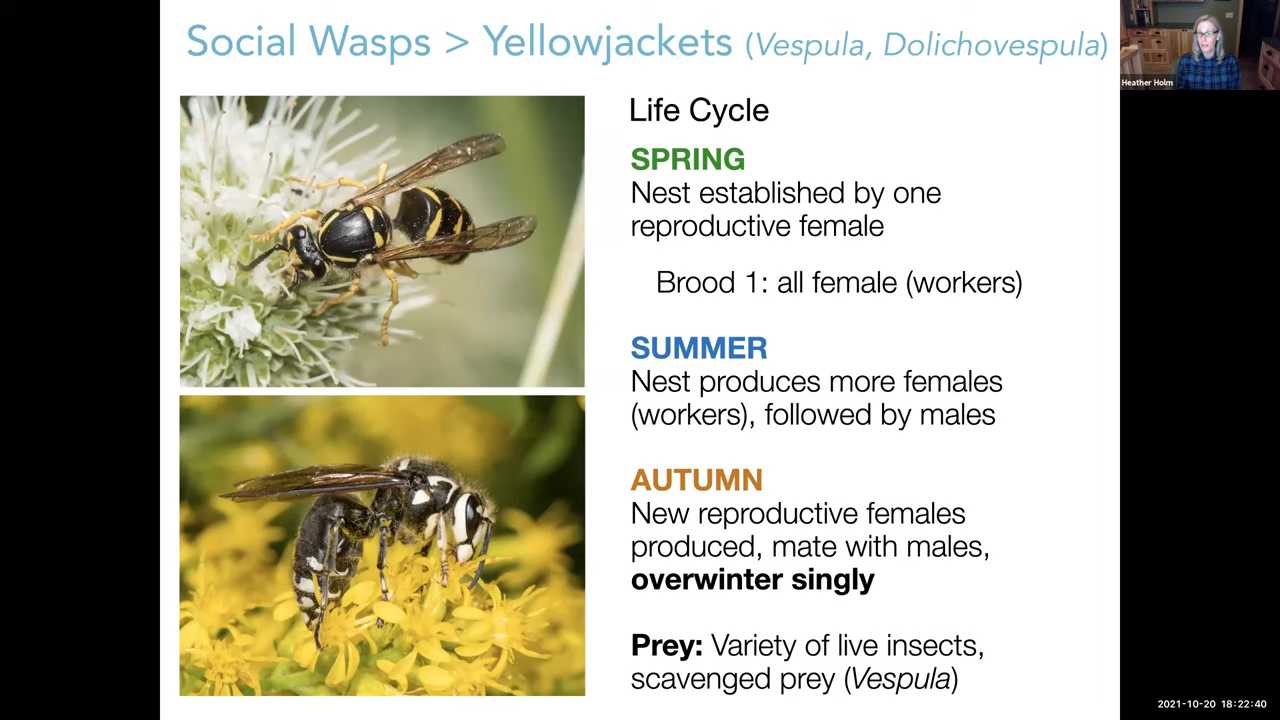 Social Wasps > Yellowjackets (Vespula, Dolichovespula)
Heather Holm
Life Cycle
SPRING
Nest established by one
reproductive female
Brood 1: all female (workers)
SUMMER
Nest produces more females
(workers), followed by males
AUTUMN
New reproductive females
produced, mate with males,
overwinter singly
Prey: Variety of live insects,
scavenged prey (Vespula)
2021-10-20 18:22:40